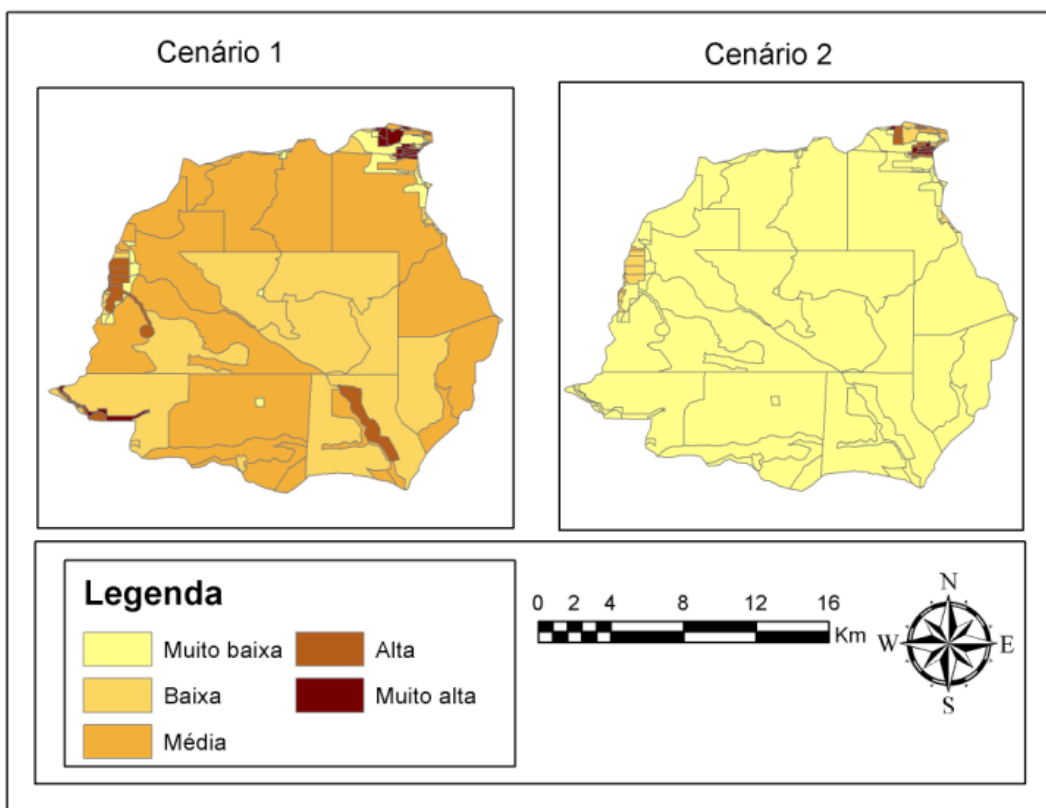 Cenário 1
Cenário 2
Legenda
Muito baixa
Alta
Baixa
Muito alta
Média
0 2 4 8 12 16
Km
N
W E
S